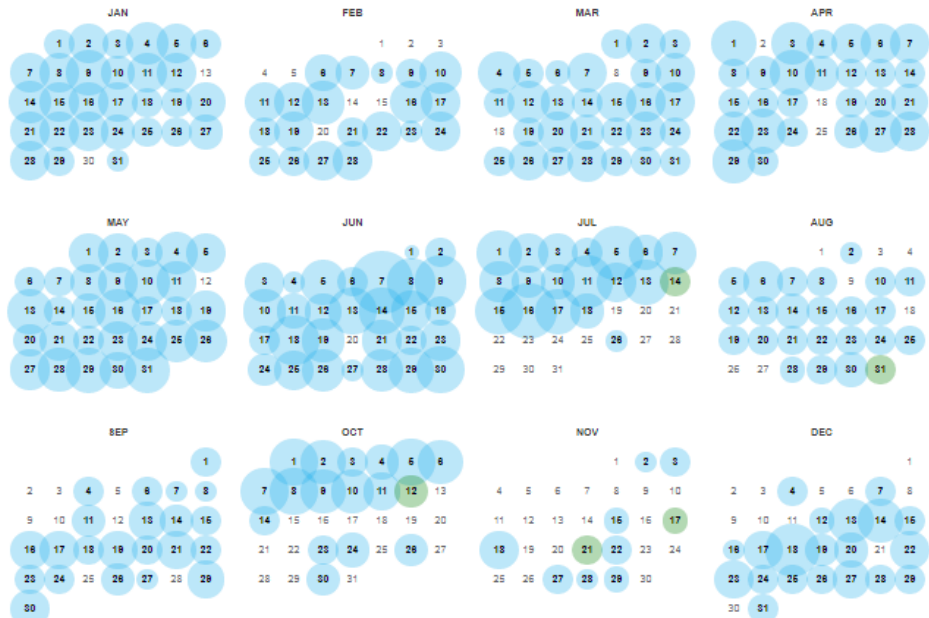 JAN
1 2 3 4 5 6
7 8 9 10 11 12 13
14 15 16 17 18 19 20
21 22 23 24 25 26 27
28 29 30 31
FEB
1 2 3
4 5 6 7 8 9 10
11 12 13 14 15 16 17
18 19 20 21 22 23 24
25 26 27 28
MAR
1 2 3
4 5 6 7 8 9 10
11 12 13 14 15 16 17
18 19 20 21 22 23 24
25 26 27 28 29 30 31
APR
1 2 3 4 5 6 7
8 9 10 11 12 13 14
15 16 17 18 19 20 21
22 23 24 25 26 27 28
29 30
MAY
1 2 3 4 5
6 7 8 9 10 11 12
13 14 15 16 17 18 19
20 21 22 23 24 25 26
27 28 29 30 31
JUN
1 2
3 4 5 6 7 8 9
10 11 12 13 14 15 16
17 18 19 20 21 22 23
24 25 26 27 28 29 30
JUL
1 2 3 4 5 6 7
8 9 10 11 12 13 14
15 16 17 18 19 20 21
22 23 24 25 26 27 28
29 30 31
AUG
1 2 3 4
5 6 7 8 9 10 11
12 13 14 15 16 17 18
19 20 21 22 23 24 25
26 27 28 29 30 31
SEP
1
2 3 4 5 6 7 8
9 10 11 12 13 14 15
16 17 18 19 20 21 22
23 24 25 26 27 28 29
30
OCT
1 2 3 4 5 6
7 8 9 10 11 12 13
14 15 16 17 18 19 20
21 22 23 24 25 26 27
28 29 30 31
NOV
1 2 3
4 5 6 7 8 9 10
11 12 13 14 15 16 17
18 19 20 21 22 23 24
25 26 27 28 29 30
DEC
1
2 3 4 5 6 7 8
9 10 11 12 13 14 15
16 17 18 19 20 21 22
23 24 25 26 27 28 29
30 31